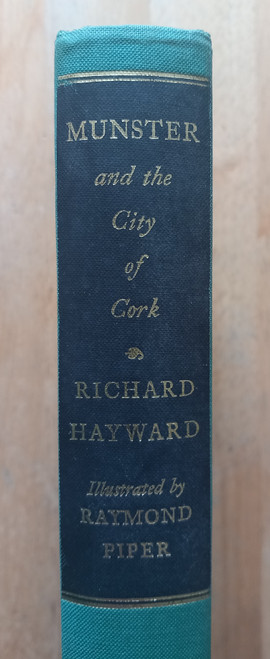 MUNSTER
and the
City
of
Cork
RICHARD
HAYWARD
Illustrated by
RAYMOND
PIPER